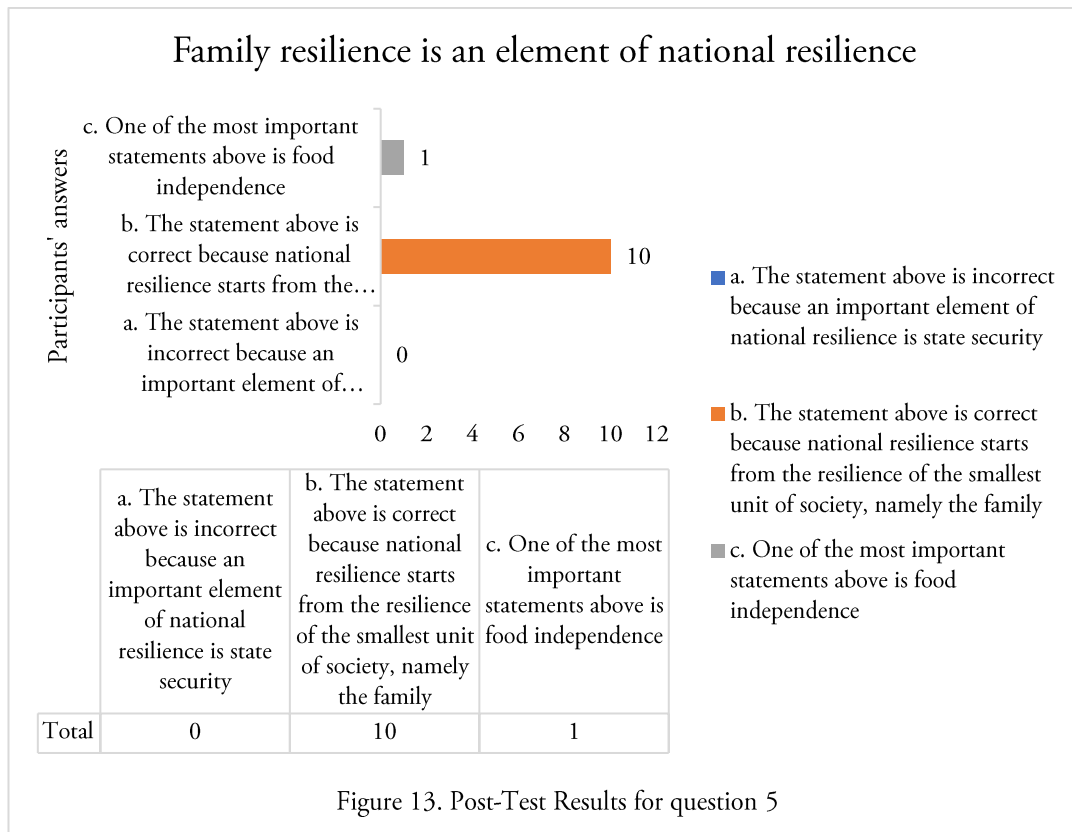 Family resilience is an element of national resilience
Participants' answers
c. One of the most important
statements above is food
independence
1
b. The statement above is
correct because national
resilience starts from the…
10
a. The statement above is
incorrect because an
important element of…
0
0 2 4 6 8 10 12
a. The statement above is incorrect
because an important element of
national resilience is state security
b. The statement above is correct
because national resilience starts
from the resilience of the smallest
unit of society, namely the family
c. One of the most important
statements above is food
independence
a. The statement
above is incorrect
because an
important element
of national
resilience is state
security
b. The statement
above is correct
because national
resilience starts
from the resilience
of the smallest unit
of society, namely
the family
c. One of the most
important
statements above is
food independence
Total 0 10 1
Figure 13. Post-Test Results for question 5